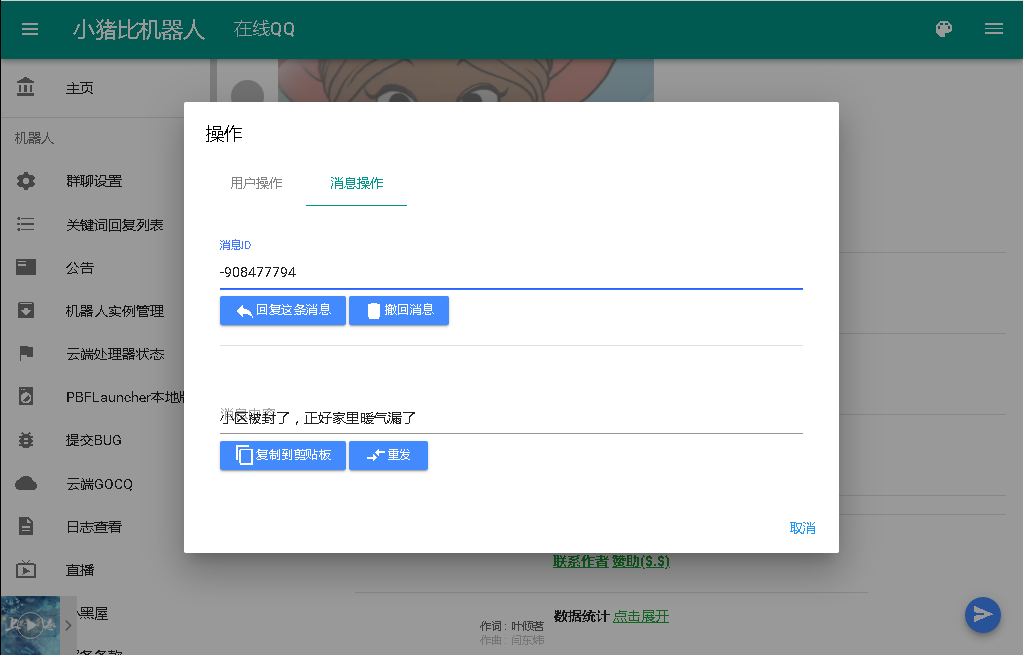 小猪比机器人 在线QQ
主页
机器人
群聊设置
关键词回复列表
公告
机器人实例管理
云端处理器状态
PBFLauncher本地版
提交BUG
云端GOCQ
日志查看
直播
小黑屋
操作
用户操作 消息操作
消息ID
-908477794
回复这条消息 撤回消息
消息内容
小区被封了，正好家里暖气漏了
复制到剪贴板 重发
取消
联系作者 赞助($.$)
数据统计 点击展开
作词 : 叶倾茗
作曲 : 闫东炜